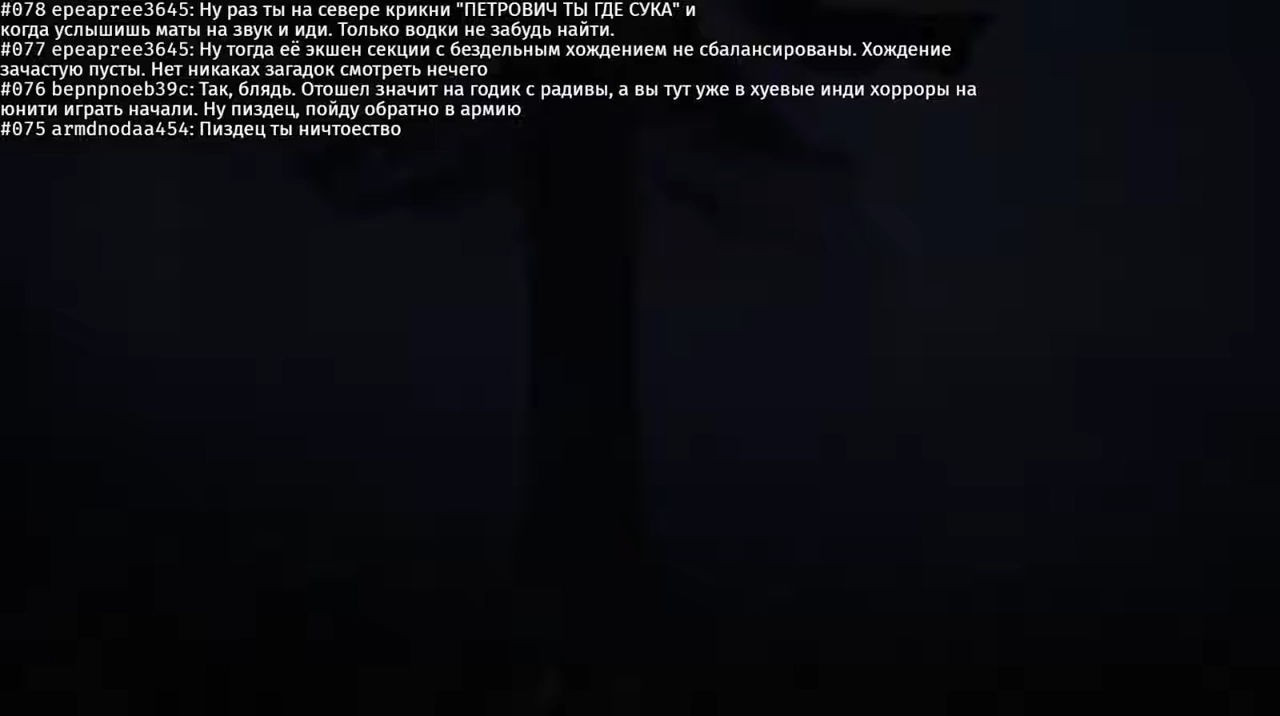 #078 epeapree3645: Ну раз ты на севере крикни "ПЕТРОВИЧ ТЫ ГДЕ СУКА" и
когда услышишь маты на звук и иди. Только водки не забудь найти.
#077 epeapree3645: Ну тогда её экшен секции с бездельным хождением не сбалансированы. Хождение
зачастую пусты. Нет никаках загадок смотреть нечего
#076 bepnpnoeb39c: Так, блядь. Отошел значит на годик с радивы, а вы тут уже в хуевые инди хорроры на
юнити играть начали. Ну пиздец, пойду обратно в армию
#075 armdnodaa454: Пиздец ты ничтоество